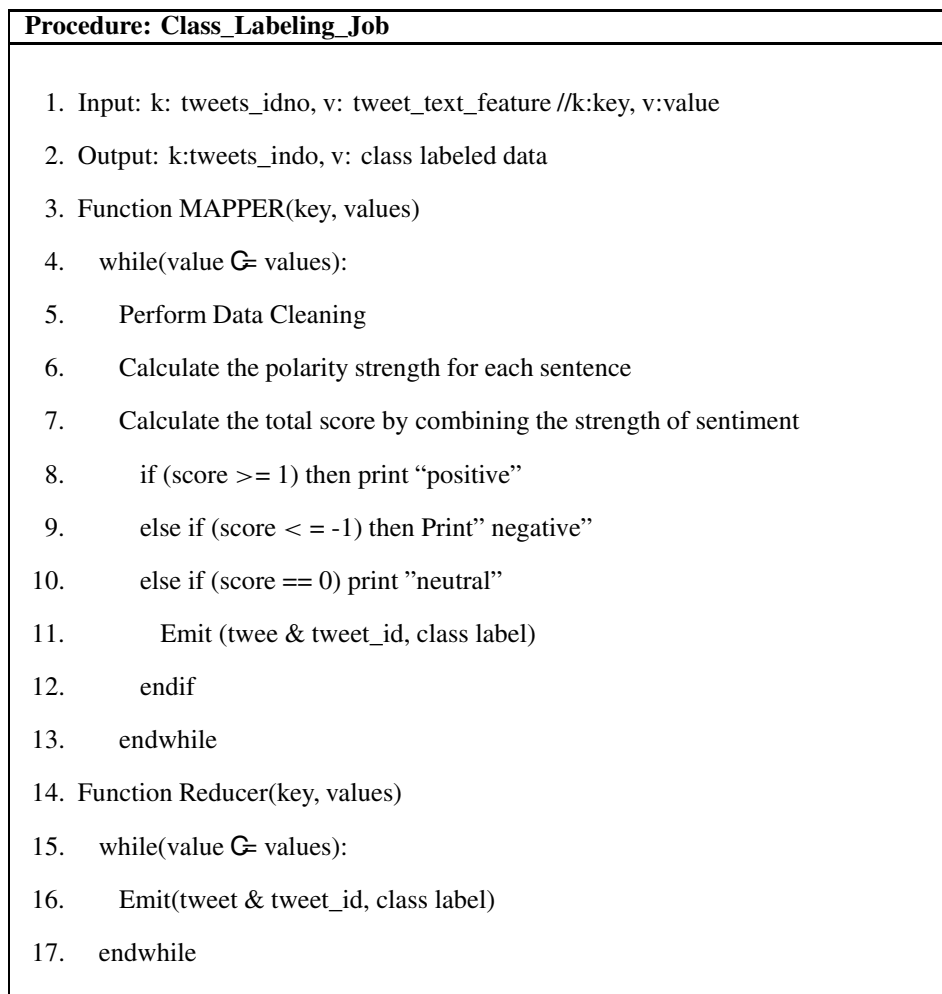 Procedure: Class_Labeling_Job
1. Input: k: tweets_idno, v: tweet_text_feature //k:key, v:value
2. Output: k:tweets_indo, v: class labeled data
3. Function MAPPER(key, values)
4. while(value Ģ= values):
5. Perform Data Cleaning
6. Calculate the polarity strength for each sentence
7. Calculate the total score by combining the strength of sentiment
8. if (score >= 1) then print “positive”
9. else if (score < = -1) then Print” negative”
10. else if (score == 0) print ”neutral”
11. Emit (twee & tweet_id, class label)
12. endif
13. endwhile
14. Function Reducer(key, values)
15. while(value Ģ= values):
16. Emit(tweet & tweet_id, class label)
17. endwhile